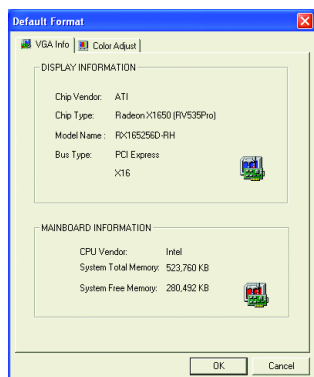 Default Format
VGA Info Color Adjust
DISPLAY INFORMATION
Chip Vendor: ATI
Chip Type: Radeon X1650 (RV535Pro)
Model Name : RX165256D-RH
Bus Type: PCI Express
X16
MAINBOARD INFORMATION
CPU Vendor: Intel
System Total Memory: 523,760 KB
System Free Memory: 280,492 KB
OK Cancel